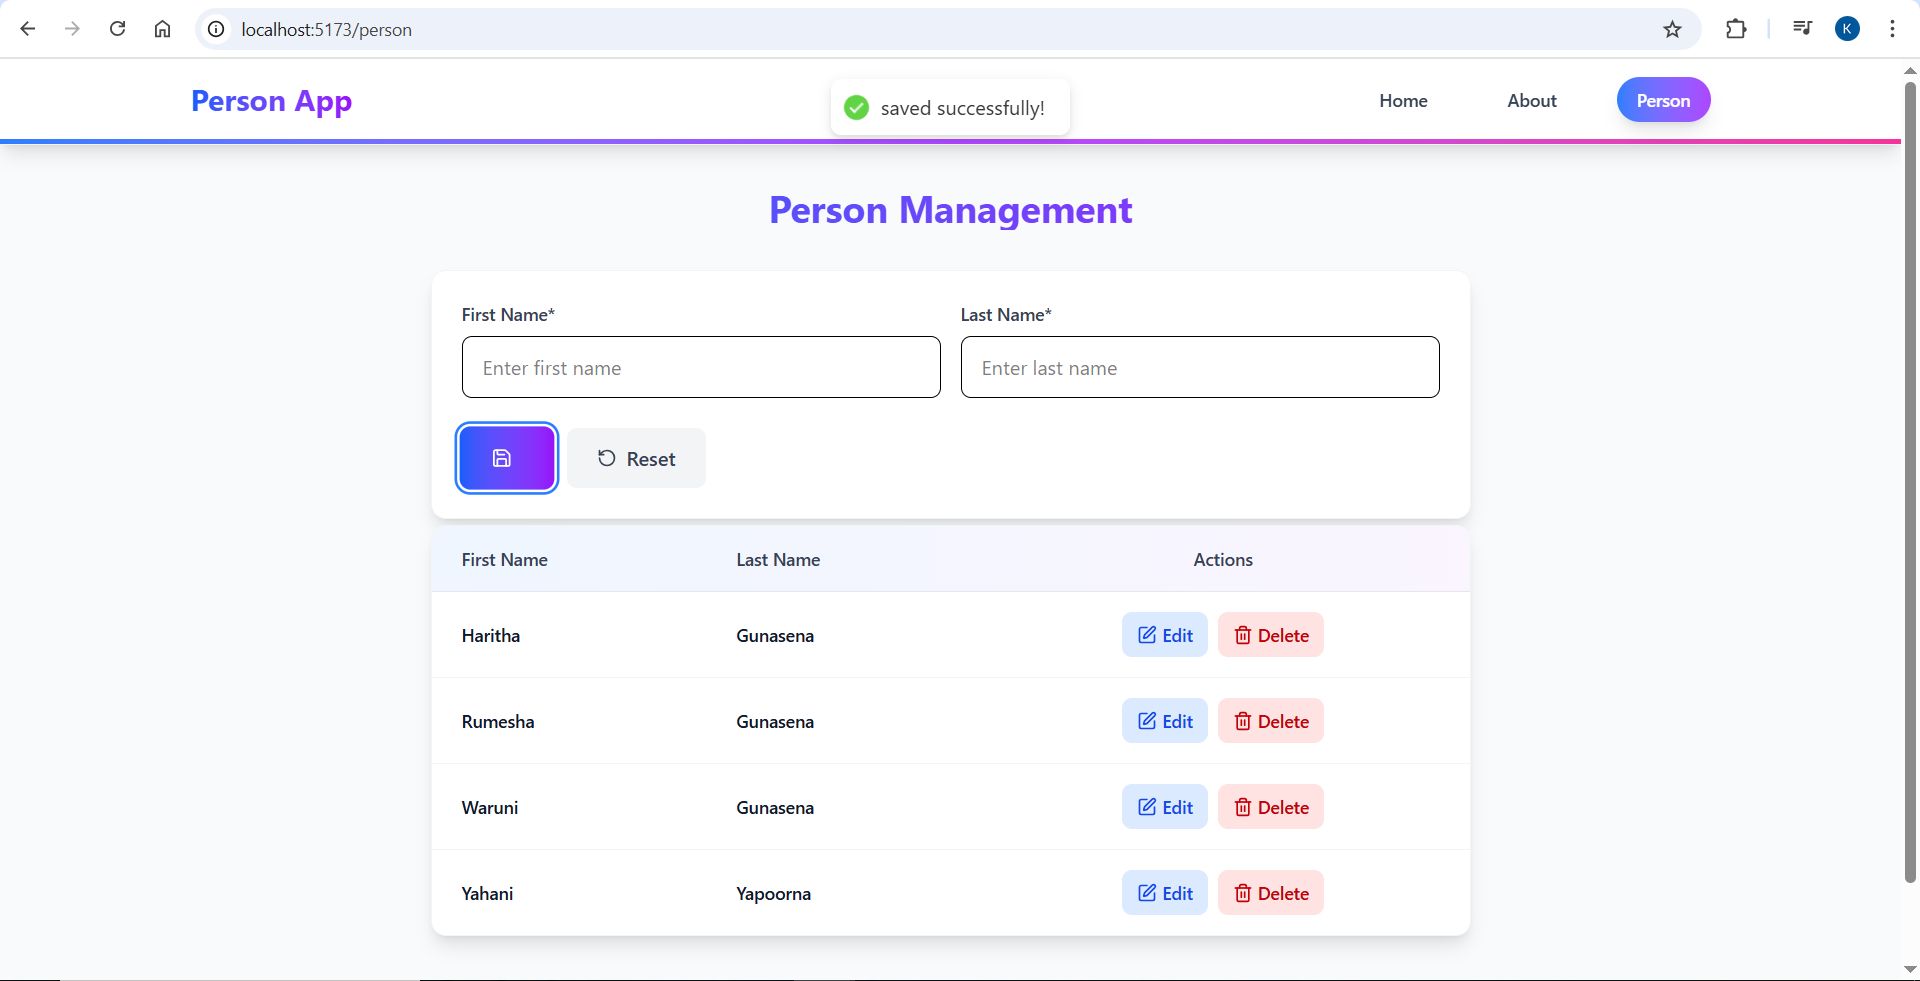 localhost:5173/person
K
Person App
saved successfully!
Home
About
Person
Person Management
First Name*
Last Name*
Enter first name
Enter last name
Reset
First Name Last Name Actions
Haritha Gunasena Edit Delete
Rumesha Gunasena Edit Delete
Waruni Gunasena Edit Delete
Yahani Yapoorna Edit Delete